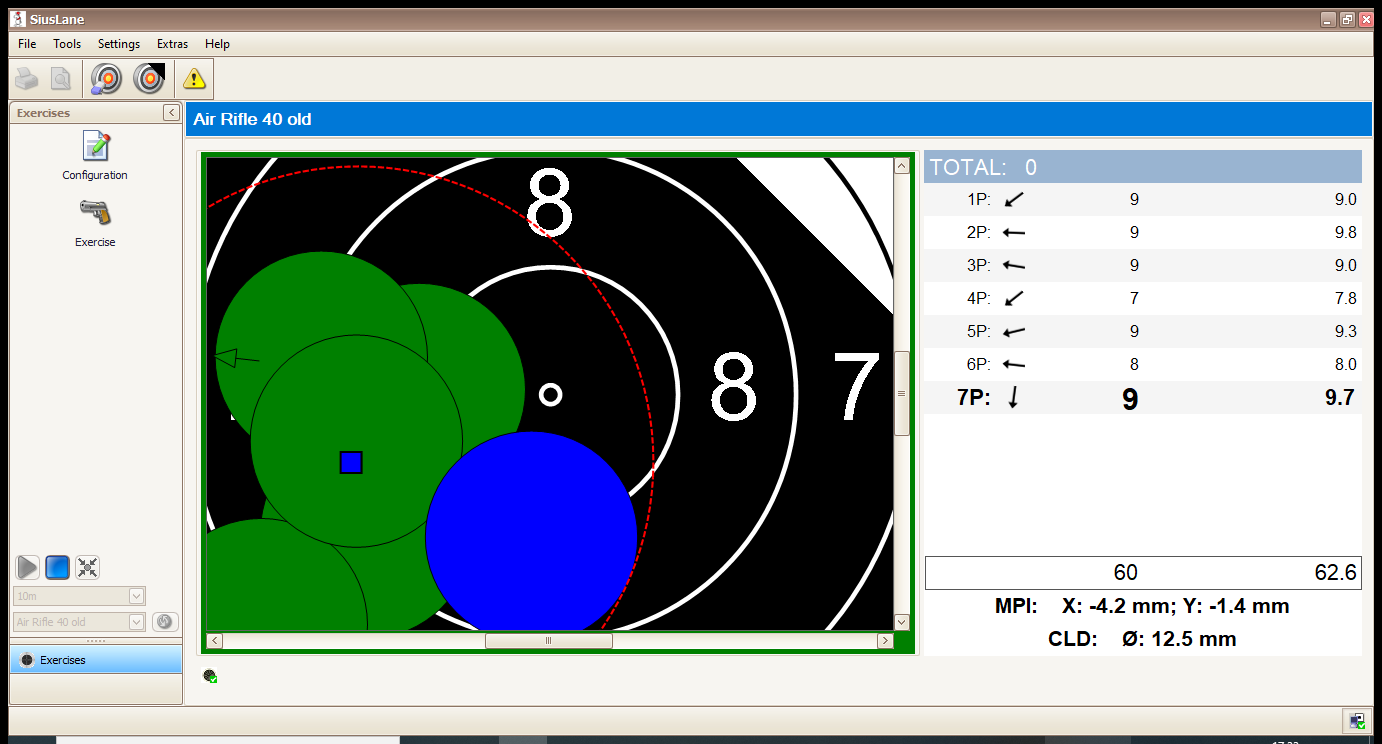 SiusLane
File Tools Settings Extras Help
Exercises
Configuration
Exercise
10m
Air Rifle 40 old
Exercises
Air Rifle 40 old
8
8
7
TOTAL: 0
1P: 9 9.0
2P: 9 9.8
3P: 9 9.0
4P: 7 7.8
5P: 9 9.3
6P: 8 8.0
7P: 9 9.7
60 62.6
MPI: X: -4.2 mm; Y: -1.4 mm
CLD: Ø: 12.5 mm